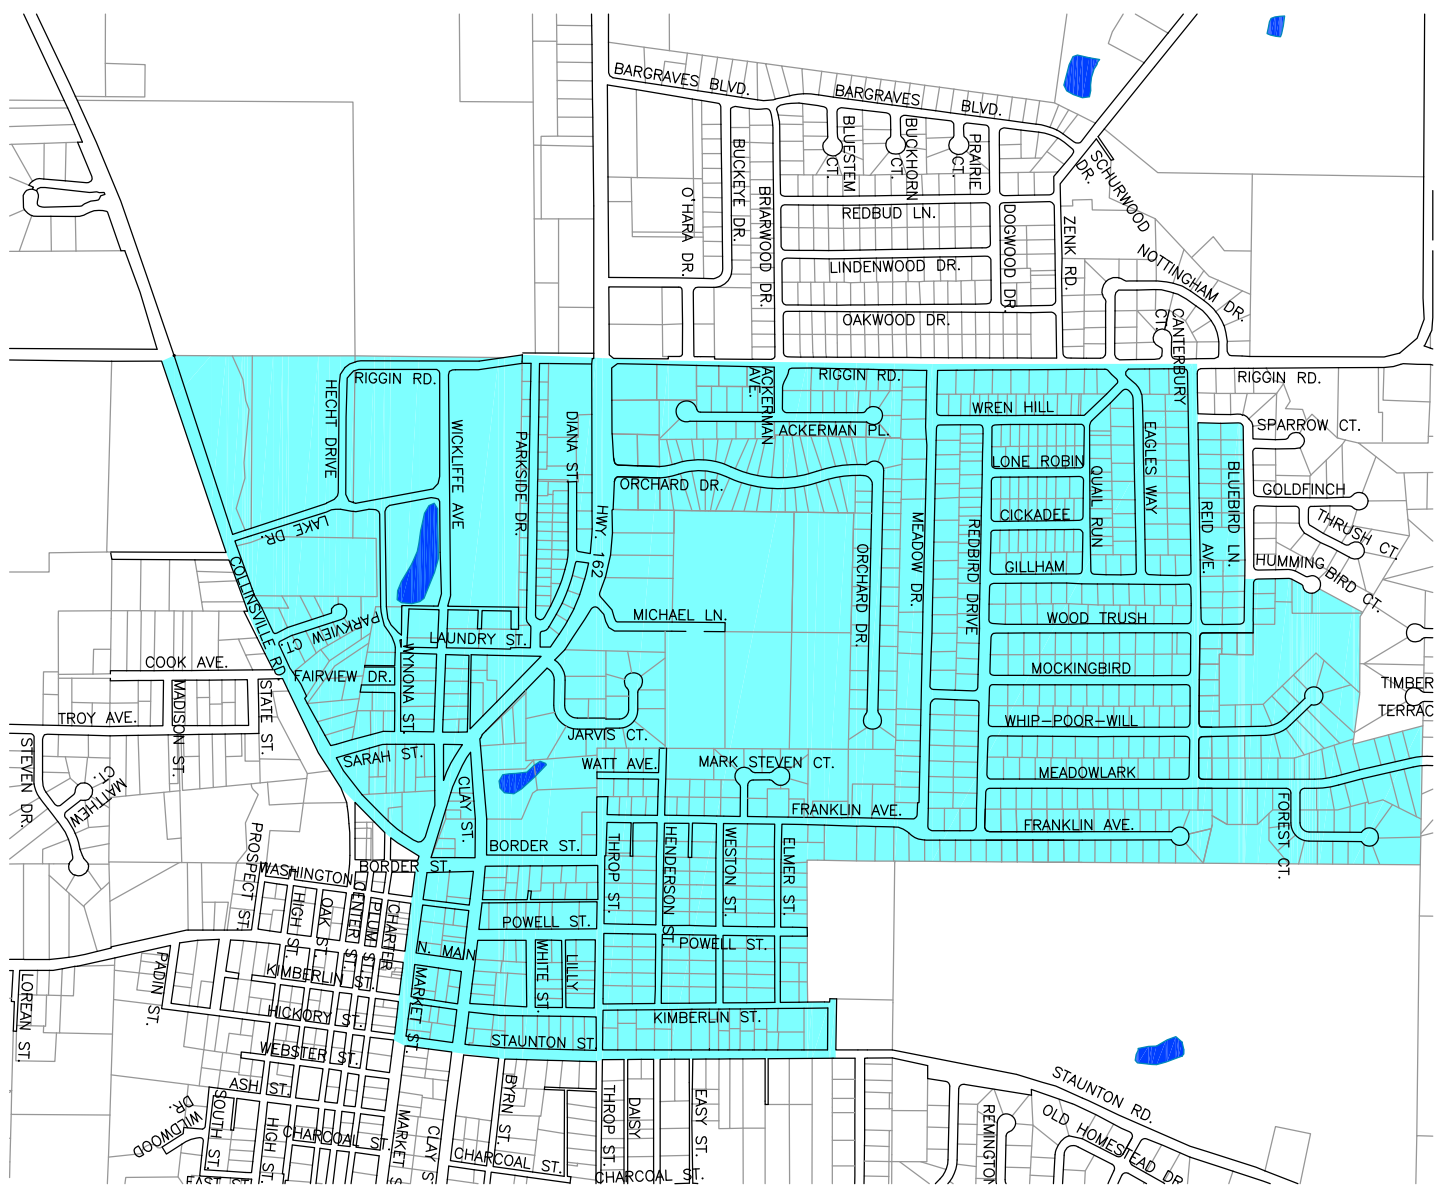 BARGRAVES BLVD.
BARGRAVES BLVD.
BLUESTEM CT.
BUCKHORN CT.
PRAIRIE CT.
SCHURWOOD DR.
BUCKEYE DR.
BRIARWOOD DR.
O'HARA DR.
REDBUD LN.
DOGWOOD DR.
ZENK RD.
LINDENWOOD DR.
NOTTINGHAM DR.
OAKWOOD DR.
CANTERBURY CT.
RIGGIN RD.
RIGGIN RD.
RIGGIN RD.
HECHT DRIVE
WICKLIFFE AVE
PARKSIDE DR.
DIANA ST.
ACKERMAN AVE.
ACKERMAN PL.
WREN HILL
EAGLES WAY
SPARROW CT.
LONE ROBIN
QUAIL RUN
BLUEBIRD LN.
GOLDFINCH
ORCHARD DR.
HWY. 162
MEADOW DR.
REDBIRD DRIVE
CICKADEE
REID AVE.
THRUSH CT.
LAKE DR.
COLLINSVILLE RD
ORCHARD DR.
GILLHAM
HUMMING BIRD CT.
PARKVIEW CT.
LAUNDRY ST.
MICHAEL LN.
WOOD TRUSH
COOK AVE.
FAIRVIEW DR.
WYNONA ST.
MOCKINGBIRD
MADISON ST.
STATE ST.
TIMBER
TERRAC
TROY AVE.
WHIP-POOR-WILL
JARVIS CT.
STEVEN DR.
MATTHEW CT.
SARAH ST.
WATT AVE.
MARK STEVEN CT.
MEADOWLARK
CLAY ST.
FRANKLIN AVE.
FRANKLIN AVE.
FOREST CT.
PROSPECT ST.
BORDER ST.
BORDER ST.
THROP ST.
HENDERSON ST.
WESTON ST.
ELMER ST.
WASHINGTON
HIGH ST.
OAK ST.
CENTER ST.
PLUM ST.
CHARTER
POWELL ST.
POWELL ST.
N. MAIN
WHITE ST.
LILLY
PADIN ST.
KIMBERLIN ST.
MARKET ST.
LOREAN ST.
HICKORY ST.
KIMBERLIN ST.
WEBSTER ST.
STAUNTON ST.
STAUNTON RD.
ASH ST.
WILDWOOD DR.
SOUTH ST.
HIGH ST.
CHARCOAL ST.
MARKET S
CLAY S
BYRN ST.
CHARCOAL ST.
THROP ST.
DAISY
EASY ST.
CHARCOAL ST.
REMINGTON
OLD HOMESTEAD DR
EAST ST